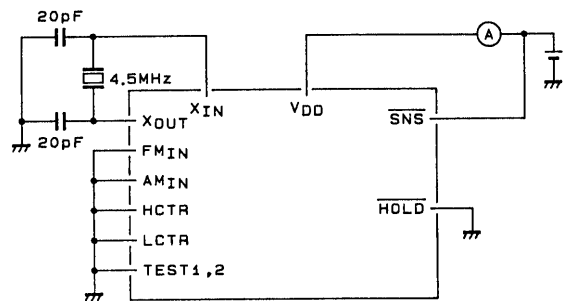 20pF
A
4.5MHz
XIN
VDD
XOUT
SNS
20pF
FMIN
AMIN
HCTR
HOLD
LCTR
TEST1,2